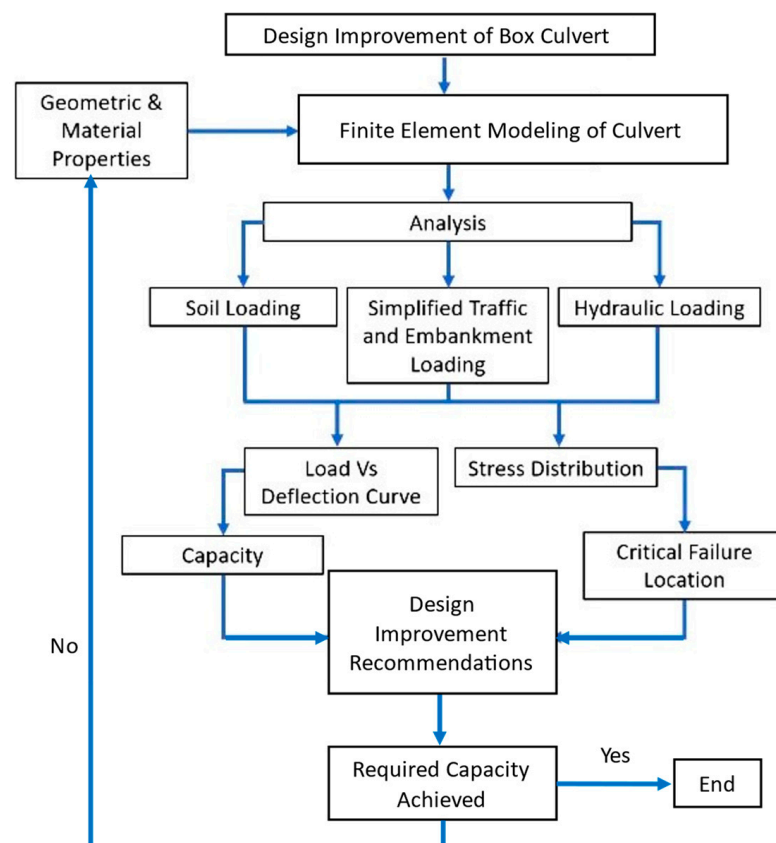 Design Improvement of Box Culvert
Geometric &
Material
Properties
Finite Element Modeling of Culvert
Analysis
Soil Loading
Simplified Traffic
and Embankment
Loading
Hydraulic Loading
Load Vs
Deflection Curve
Stress Distribution
Capacity
Critical Failure
Location
Design
Improvement
Recommendations
No
Required Capacity
Achieved
Yes
End